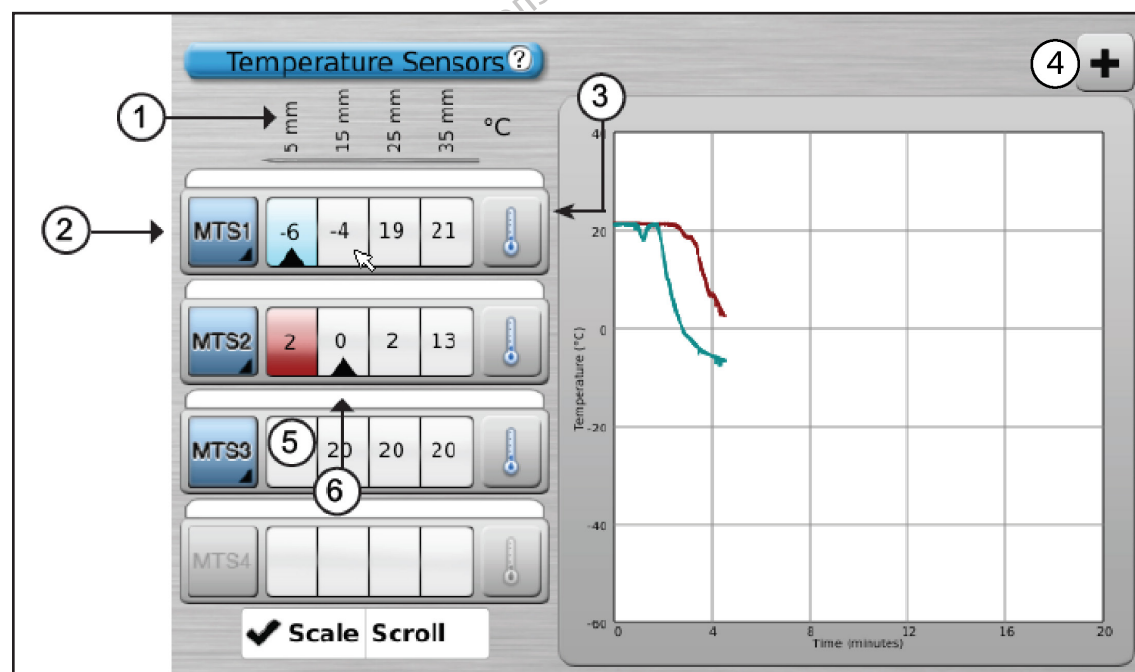 ons
Temperature Sensors ?
1
5 mm
15 mm
25 mm
35 mm
°C
3
4
+
2
MTS1 -6 -4 19 21
MTS2 2 0 2 13
MTS3 5 20 20 20
6
MTS4
Scale Scroll
40
20
0
-20
-40
-60
Temperature (°C)
0 4 8 12 16 20
Time (minutes)